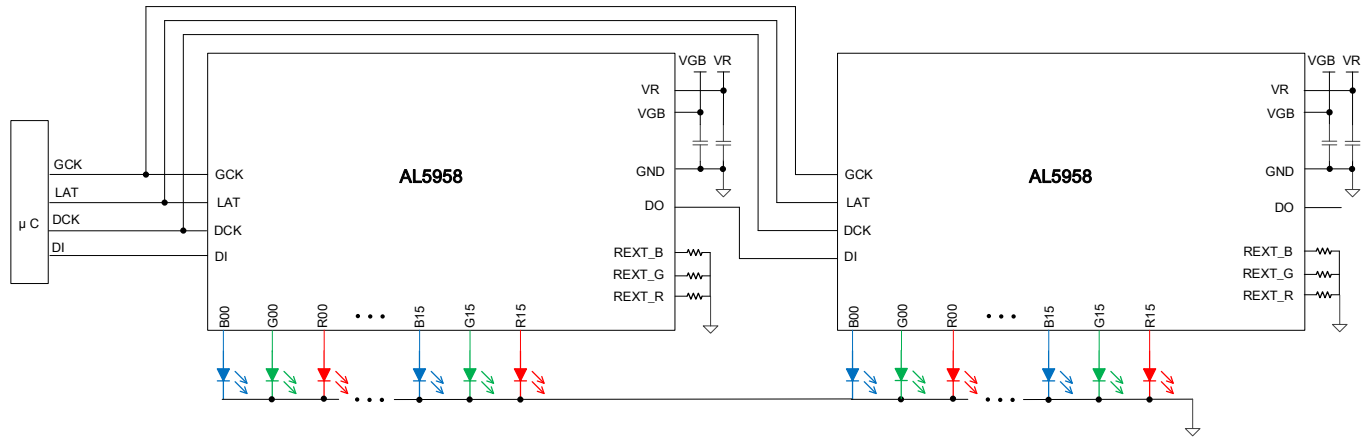 VGB VR
VR
VGB
GND
DO
REXT_B
REXT_G
REXT_R
AL5958
GCK
LAT
DCK
DI
µ C
GCK
LAT
DCK
DI
B00 G00 R00 ••• B15 G15 R15
•••
VGB VR
VR
VGB
GND
DO
REXT_B
REXT_G
REXT_R
AL5958
GCK
LAT
DCK
DI
B00 G00 R00 ••• B15 G15 R15
•••